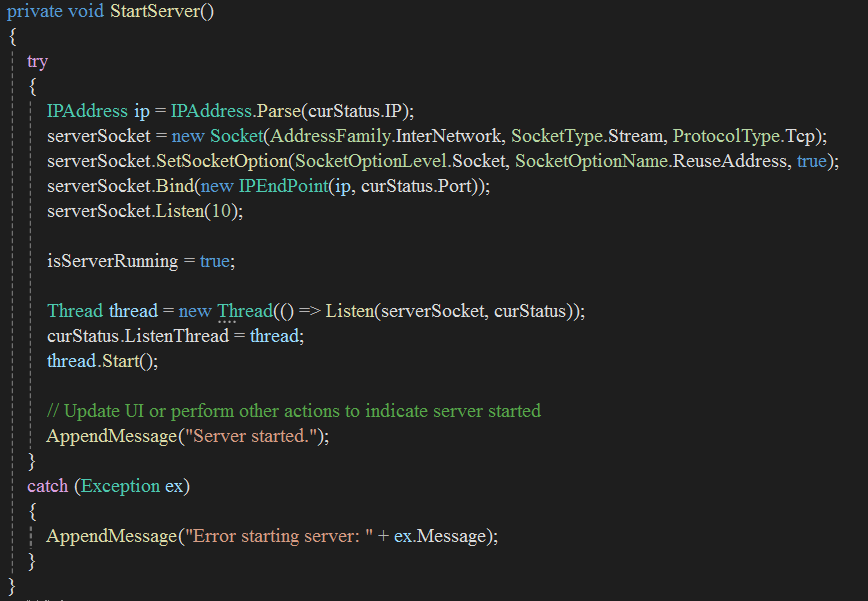 private void StartServer()
{
try
{
IPAddress ip = IPAddress.Parse(curStatus.IP);
serverSocket = new Socket(AddressFamily.InterNetwork, SocketType.Stream, ProtocolType.Tcp);
serverSocket.SetSocketOption(SocketOptionLevel.Socket, SocketOptionName.ReuseAddress, true);
serverSocket.Bind(new IPEndPoint(ip, curStatus.Port));
serverSocket.Listen(10);
isServerRunning = true;
Thread thread = new Thread(() => Listen(serverSocket, curStatus));
curStatus.ListenThread = thread;
thread.Start();
// Update UI or perform other actions to indicate server started
AppendMessage("Server started.");
}
catch (Exception ex)
{
AppendMessage("Error starting server: " + ex.Message);
}
}